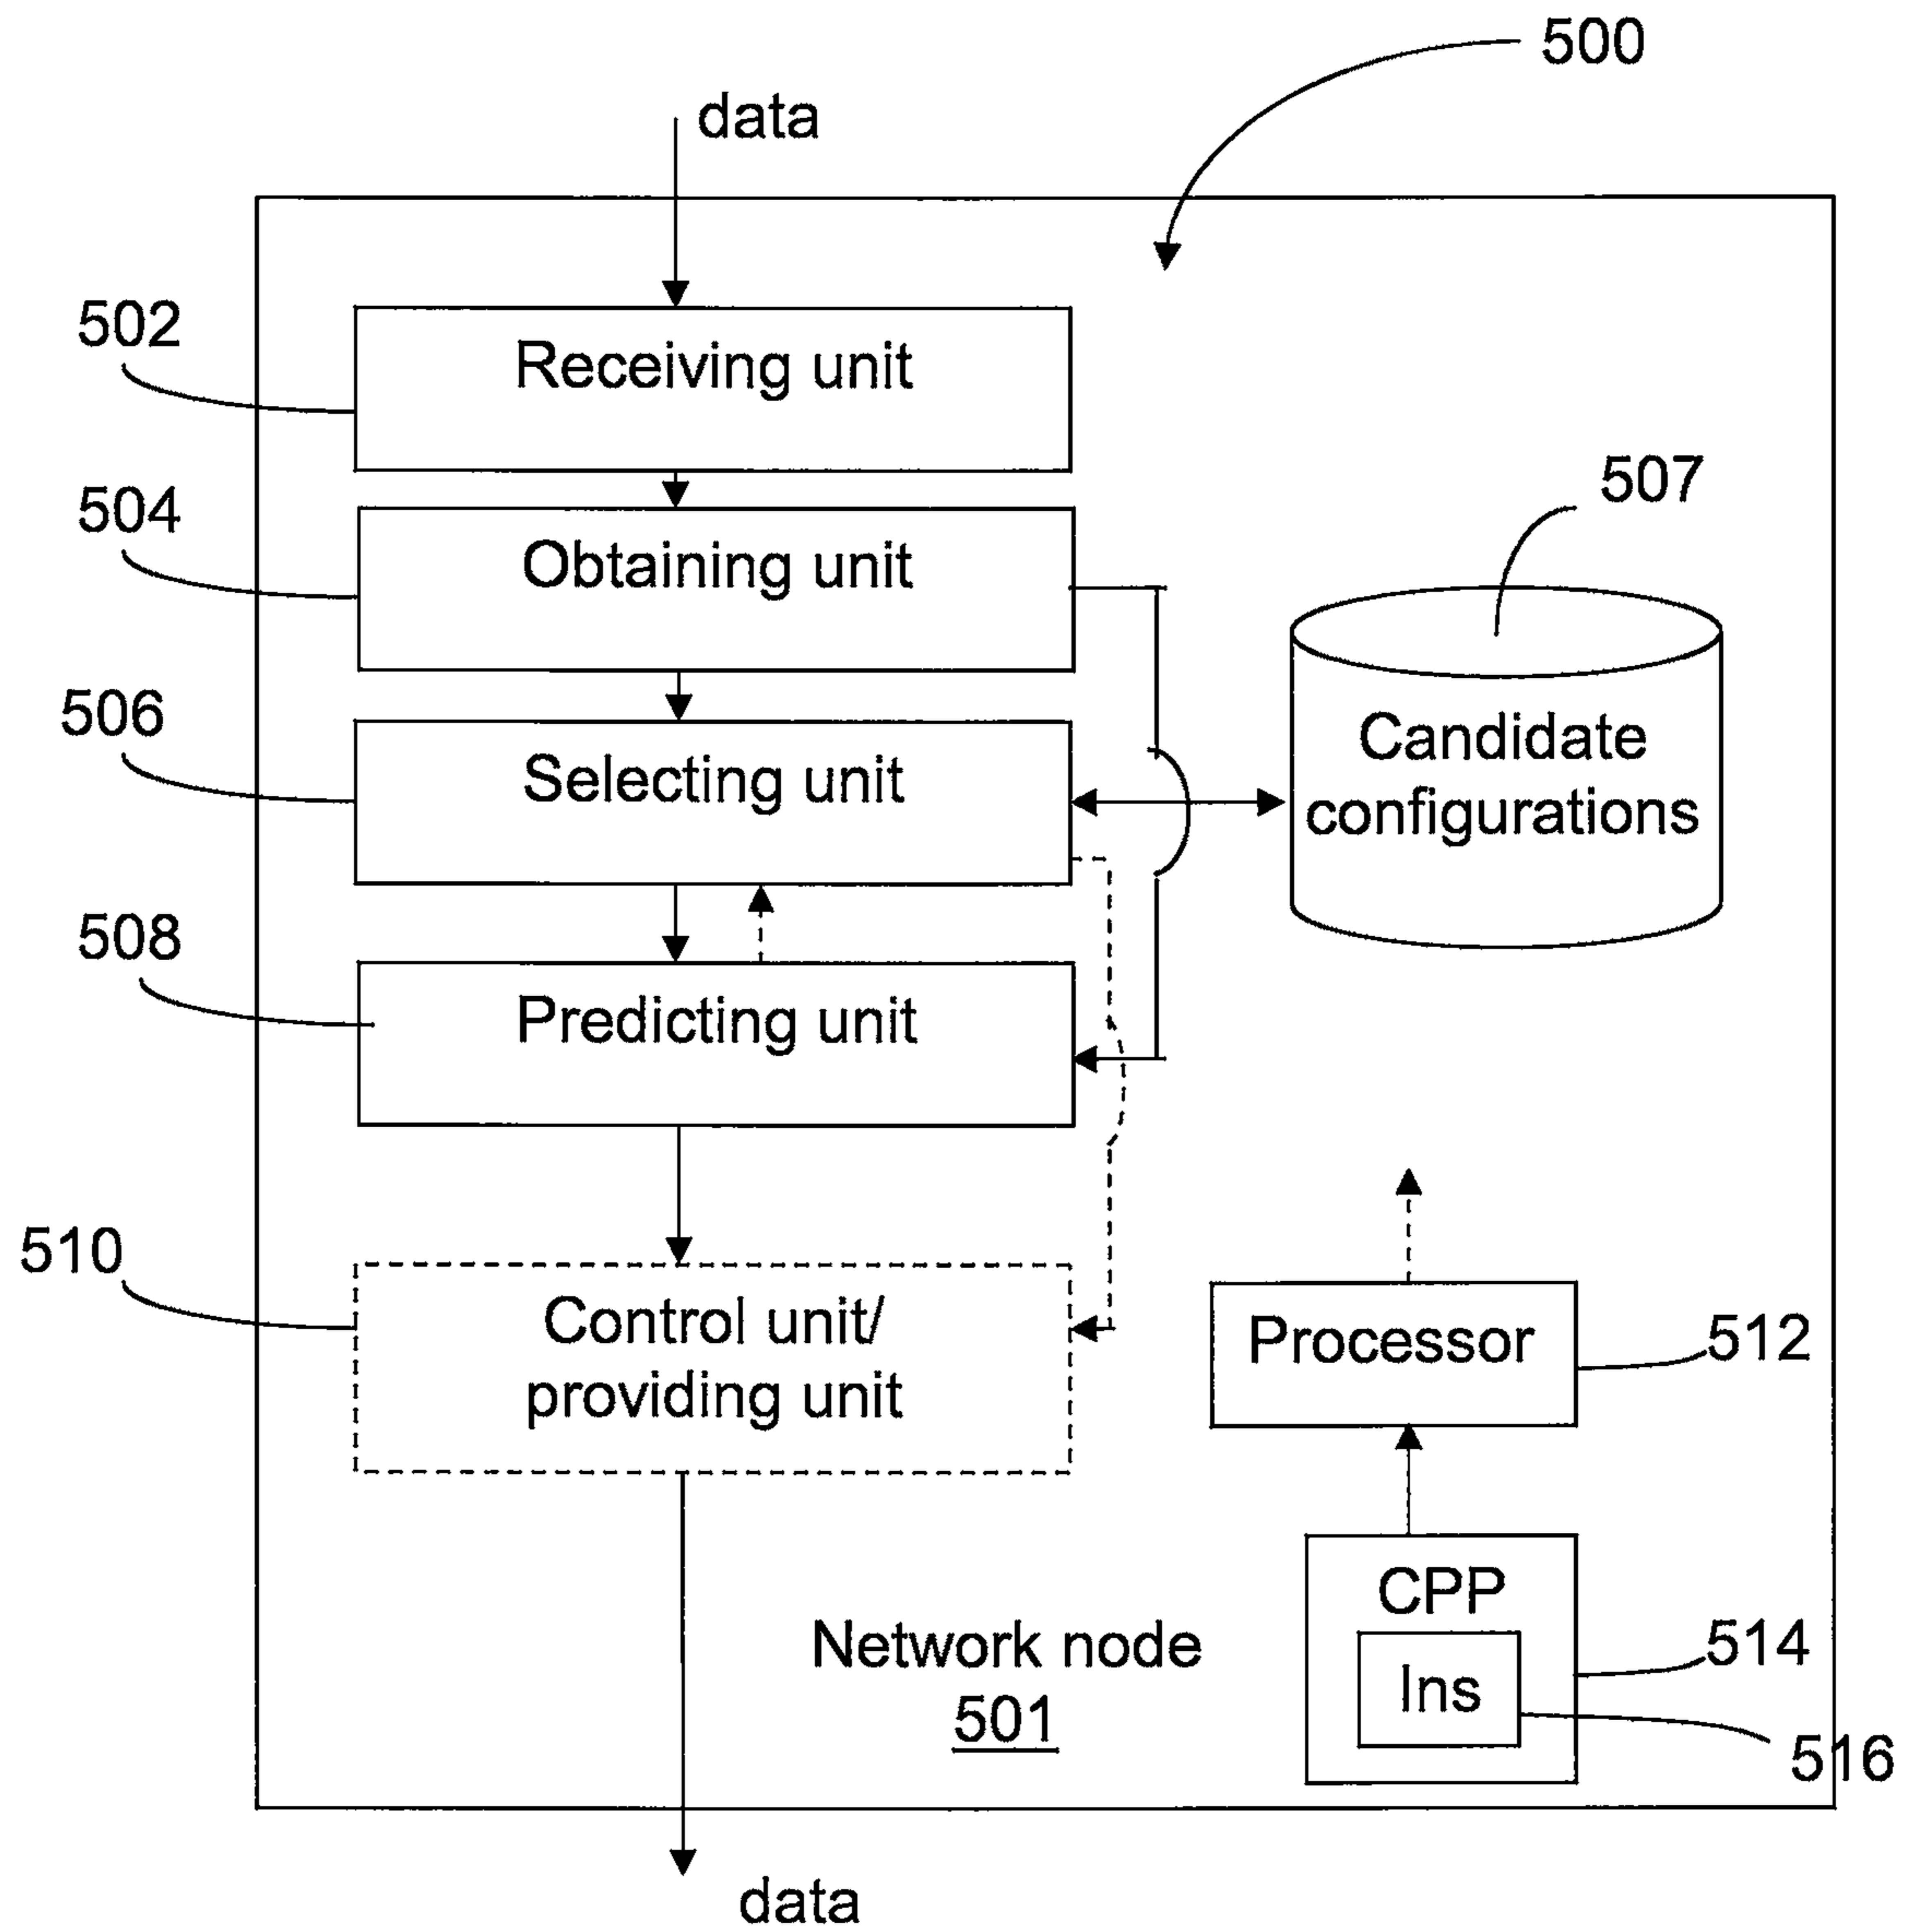 500
data
502
Receiving unit
504
507
Obtaining unit
506
Selecting unit
Candidate
configurations
508
Predicting unit
510
Control unit/
providing unit
Processor
512
CPP
514
Ins
516
Network node
501
data